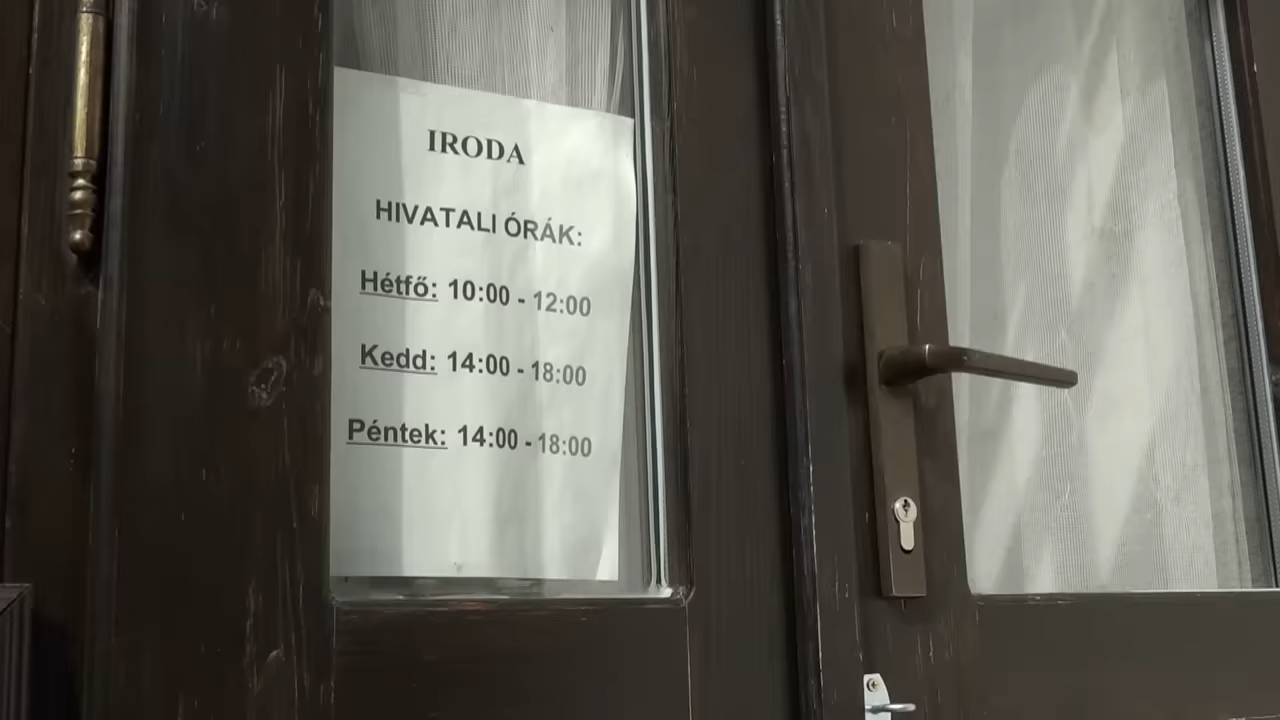 IRODA
HIVATALI ÓRÁK:
Hétfő: 10:00 - 12:00
Kedd: 14:00 - 18:00
Péntek: 14:00 - 18:00